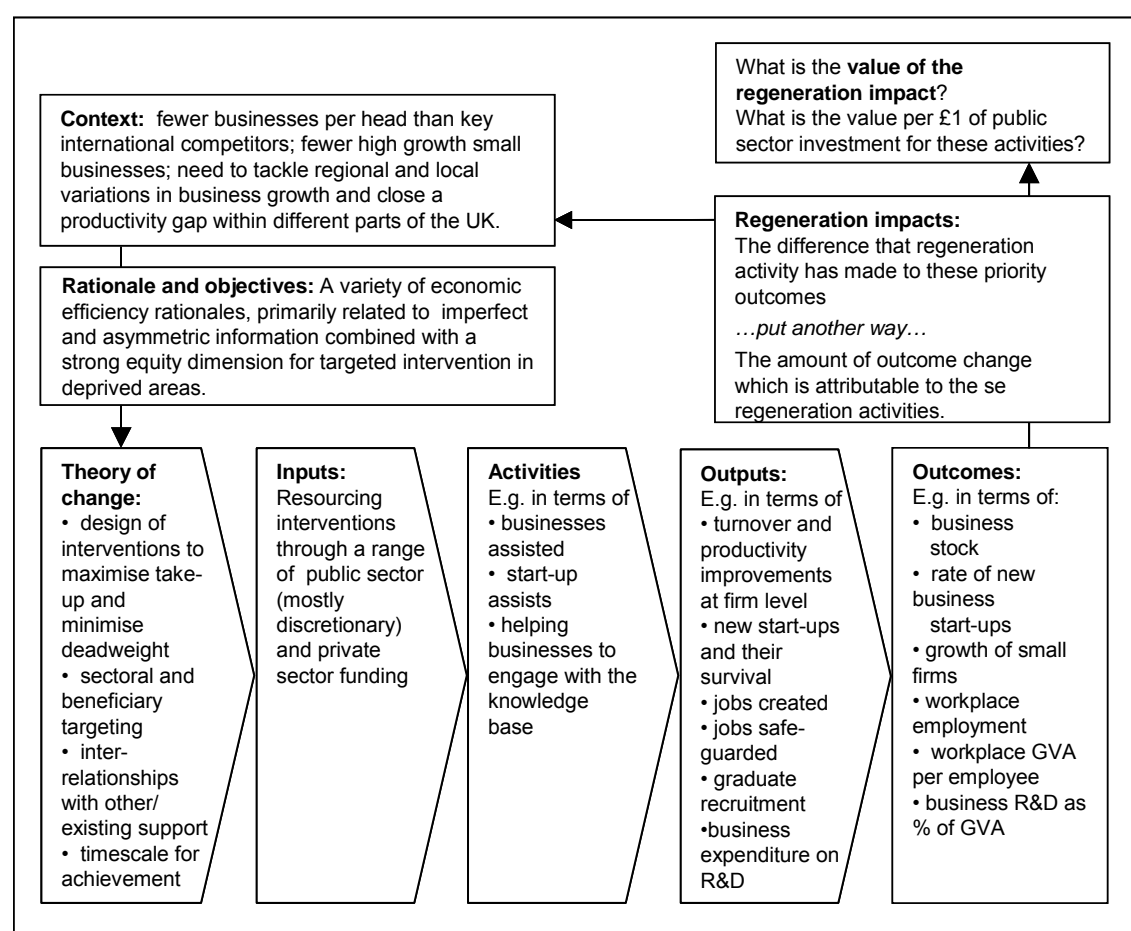 Context: fewer businesses per head than key
international competitors; fewer high growth small
businesses; need to tackle regional and local
variations in business growth and close a
productivity gap within different parts of the UK.
Rationale and objectives: A variety of economic
efficiency rationales, primarily related to imperfect
and asymmetric information combined with a
strong equity dimension for targeted intervention in
deprived areas.
What is the value of the
regeneration impact?
What is the value per £1 of public
sector investment for these activities?
Regeneration impacts:
The difference that regeneration
activity has made to these priority
outcomes
…put another way…
The amount of outcome change
which is attributable to the se
regeneration activities.
Theory of
change:
• design of
interventions to
maximise take-
up and
minimise
deadweight
• sectoral and
beneficiary
targeting
• inter-
relationships
with other/
existing support
• timescale for
achievement
Inputs:
Resourcing
interventions
through a range
of public sector
(mostly
discretionary)
and private
sector funding
Activities
E.g. in terms of
• businesses
assisted
• start-up
assists
• helping
businesses to
engage with the
knowledge
base
Outputs:
E.g. in terms of
• turnover and
productivity
improvements
at firm level
• new start-ups
and their
survival
• jobs created
• jobs safe-
guarded
• graduate
recruitment
•business
expenditure on
R&D
Outcomes:
E.g. in terms of:
• business
stock
• rate of new
business
start-ups
• growth of small
firms
• workplace
employment
• workplace GVA
per employee
• business R&D as
% of GVA